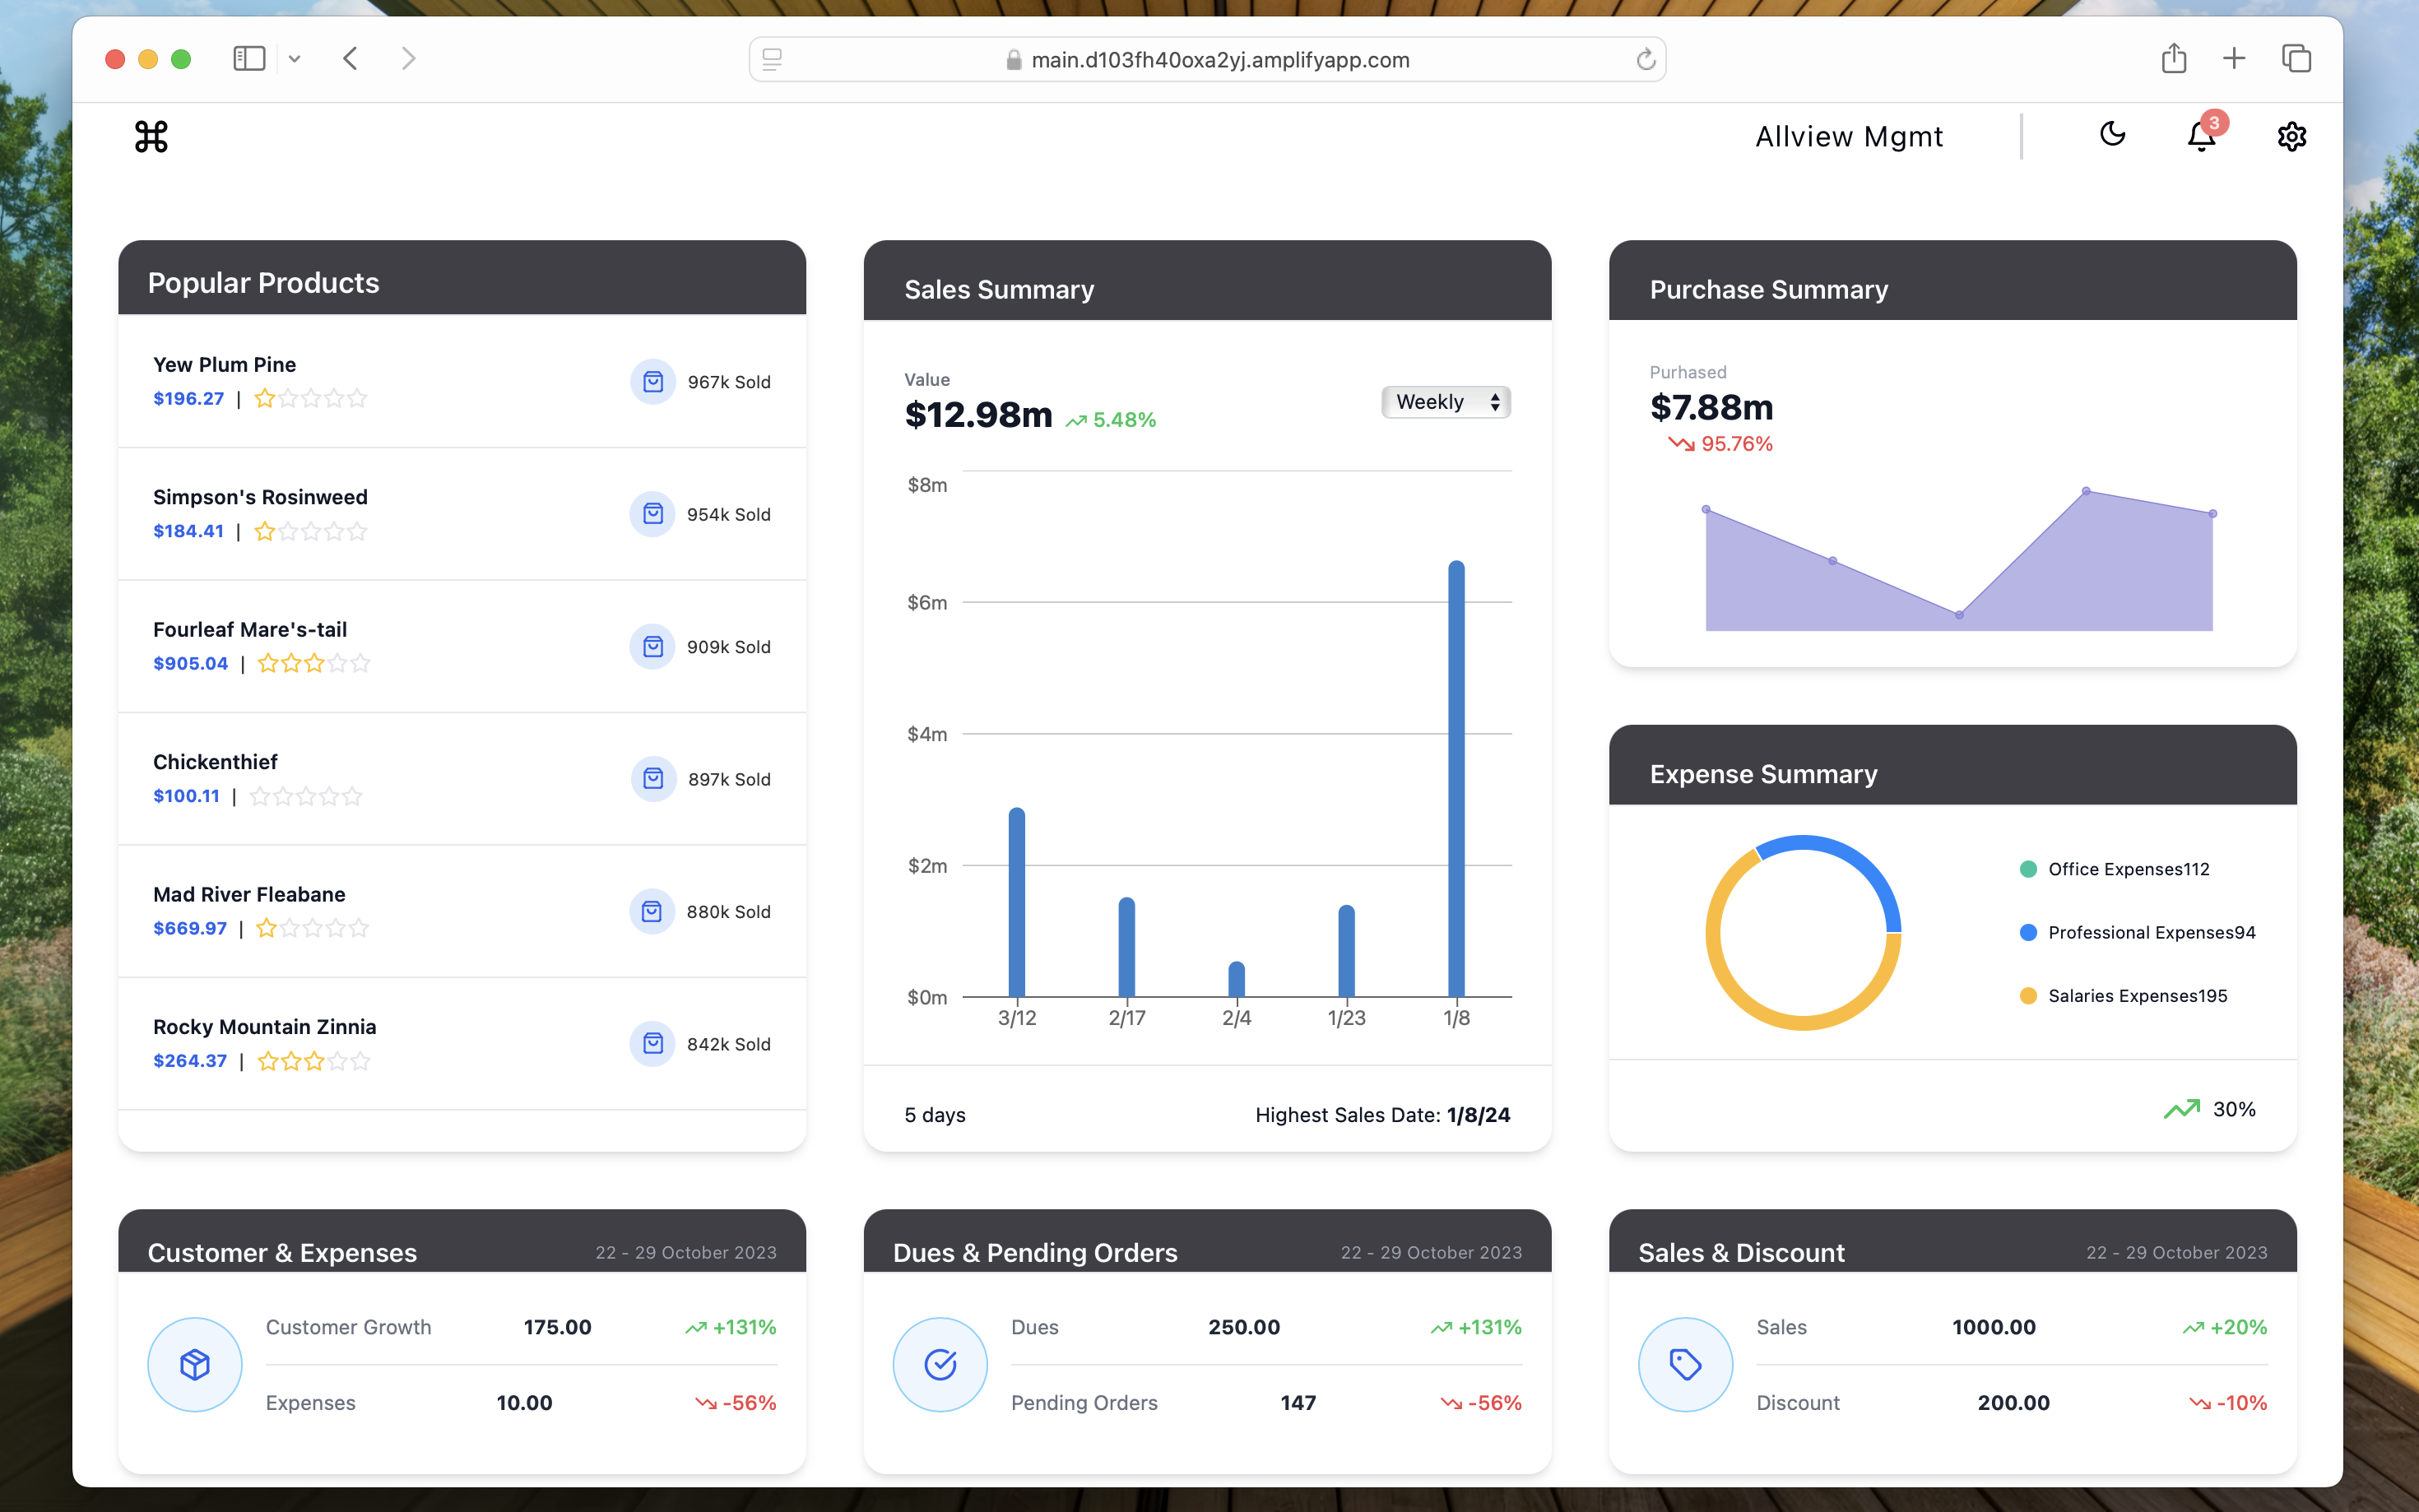 main.d103fh40oxa2yj.amplifyapp.com
Allview Mgmt
3
Popular Products
Yew Plum Pine
$196.27 |
967k Sold
Simpson's Rosinweed
$184.41 |
954k Sold
Fourleaf Mare's-tail
$905.04 |
909k Sold
Chickenthief
$100.11 |
897k Sold
Mad River Fleabane
$669.97 |
880k Sold
Rocky Mountain Zinnia
$264.37 |
842k Sold
Sales Summary
Value
$12.98m 5.48%
Weekly
$8m
$6m
$4m
$2m
$0m
3/12 2/17 2/4 1/23 1/8
5 days
Highest Sales Date: 1/8/24
Purchase Summary
Purhased
$7.88m
95.76%
Expense Summary
Office Expenses112
Professional Expenses94
Salaries Expenses195
30%
Customer & Expenses 22 - 29 October 2023
Customer Growth 175.00 +131%
Expenses 10.00 -56%
Dues & Pending Orders 22 - 29 October 2023
Dues 250.00 +131%
Pending Orders 147 -56%
Sales & Discount 22 - 29 October 2023
Sales 1000.00 +20%
Discount 200.00 -10%